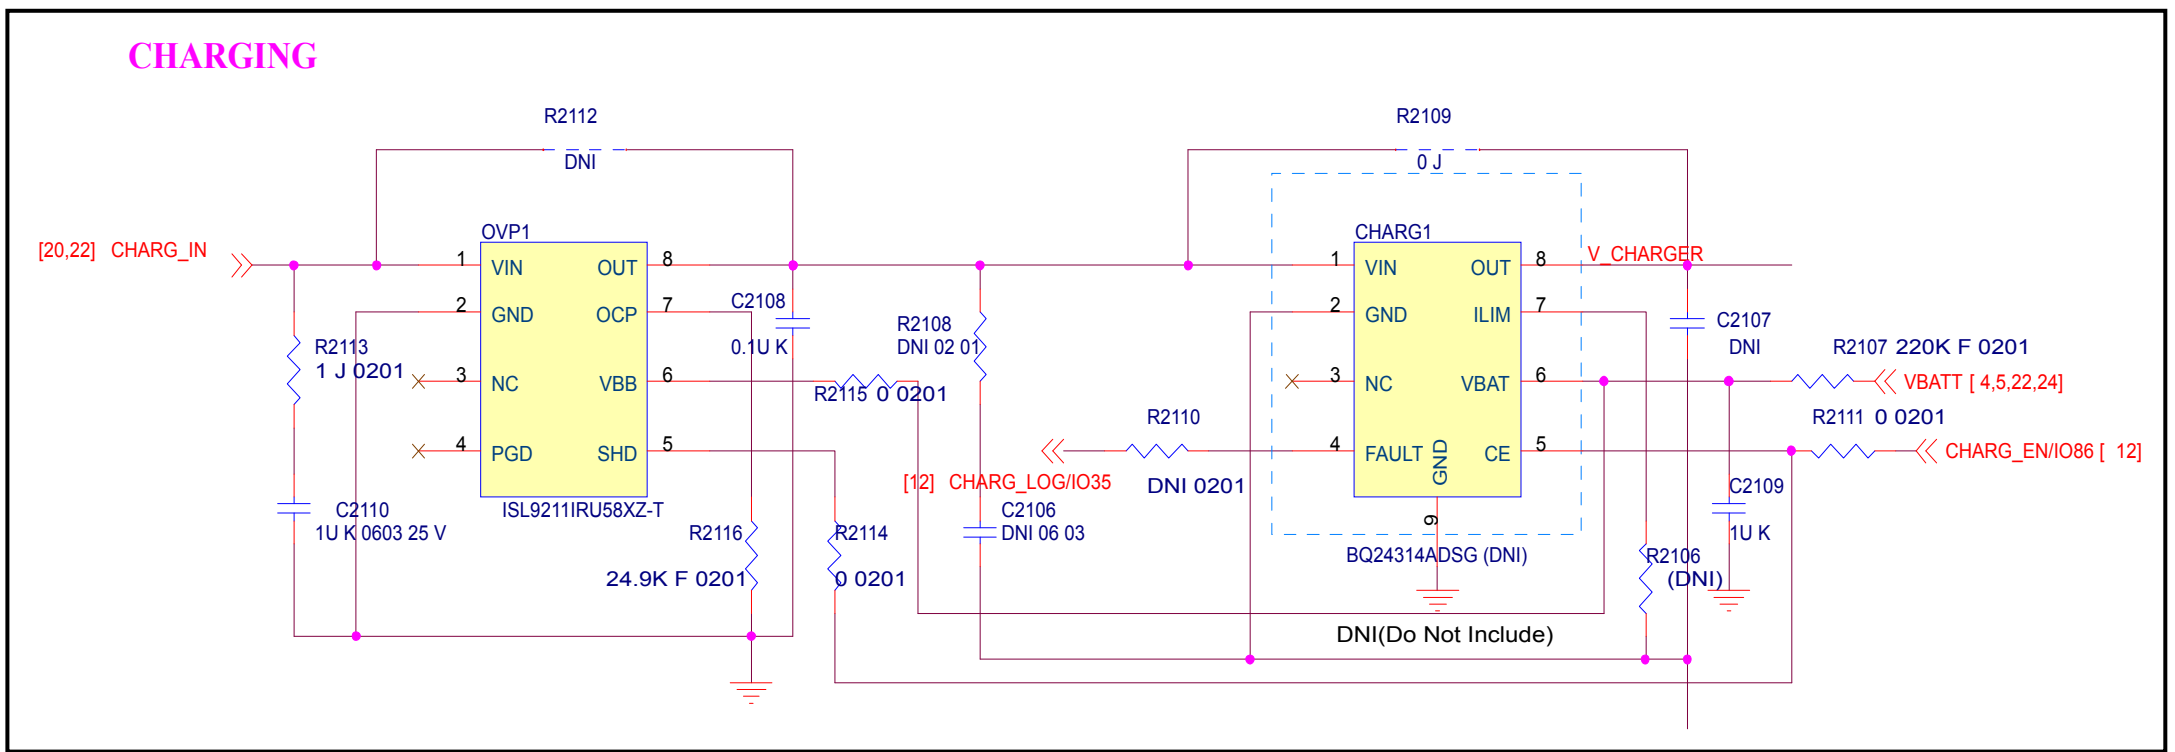 CHARGING
R2112
DNI
R2109
0 J
[20,22] CHARG_IN
OVP1
1 VIN OUT 8
2 GND OCP 7
3 NC VBB 6
4 PGD SHD 5
ISL9211IRU58XZ-T
R2113
1 J 0201
C2110
1U K 0603 25 V
C2108
0.1U K
R2115 0 0201
R2116
24.9K F 0201
R2114
0 0201
R2108
DNI 02 01
C2106
DNI 06 03
R2110
DNI 0201
[12] CHARG_LOG/IO35
CHARG1
1 VIN OUT 8
2 GND ILIM 7
3 NC VBAT 6
4 FAULT CE 5
GND
9
BQ24314ADSG (DNI)
V_CHARGER
C2107
DNI
R2107 220K F 0201
VBATT [ 4,5,22,24]
R2111 0 0201
CHARG_EN/IO86 [ 12]
C2109
1U K
R2106
(DNI)
DNI(Do Not Include)